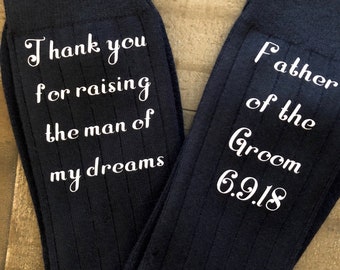 Thank you
for raising
the man of
my dreams
Father
of the
Groom
6.9.18